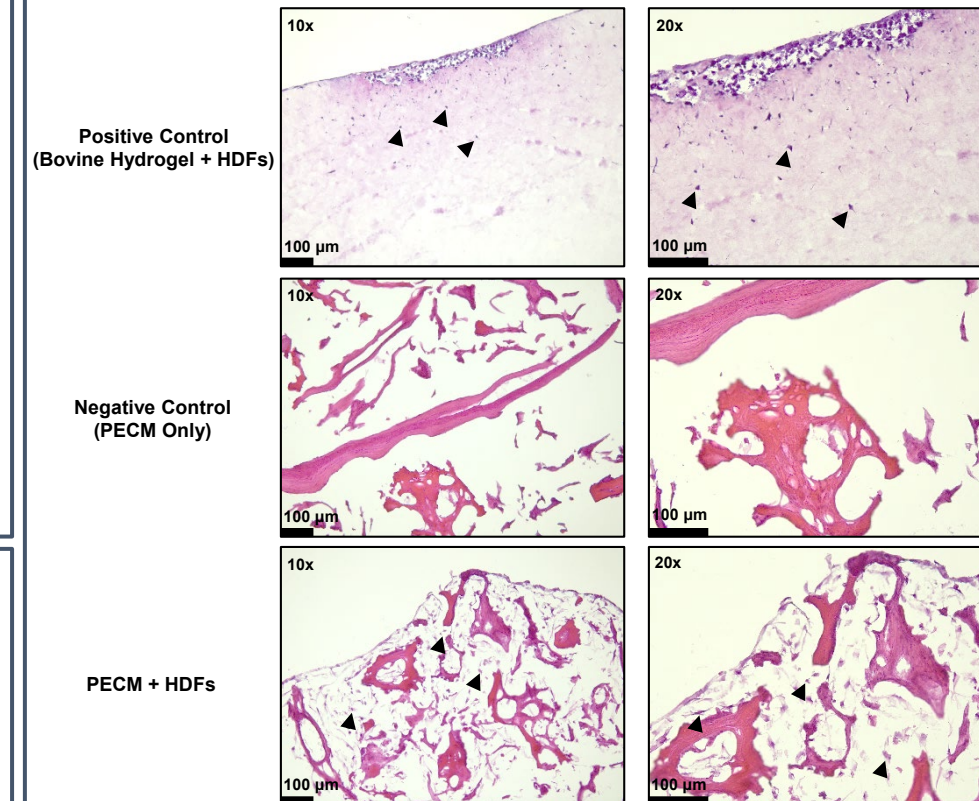 10x
20x
Positive Control
(Bovine Hydrogel + HDFs)
100 µm
100 µm
10x
20x
Negative Control
(PECM Only)
100 µm
100 µm
10x
20x
PECM + HDFs
100 µm
100 µm